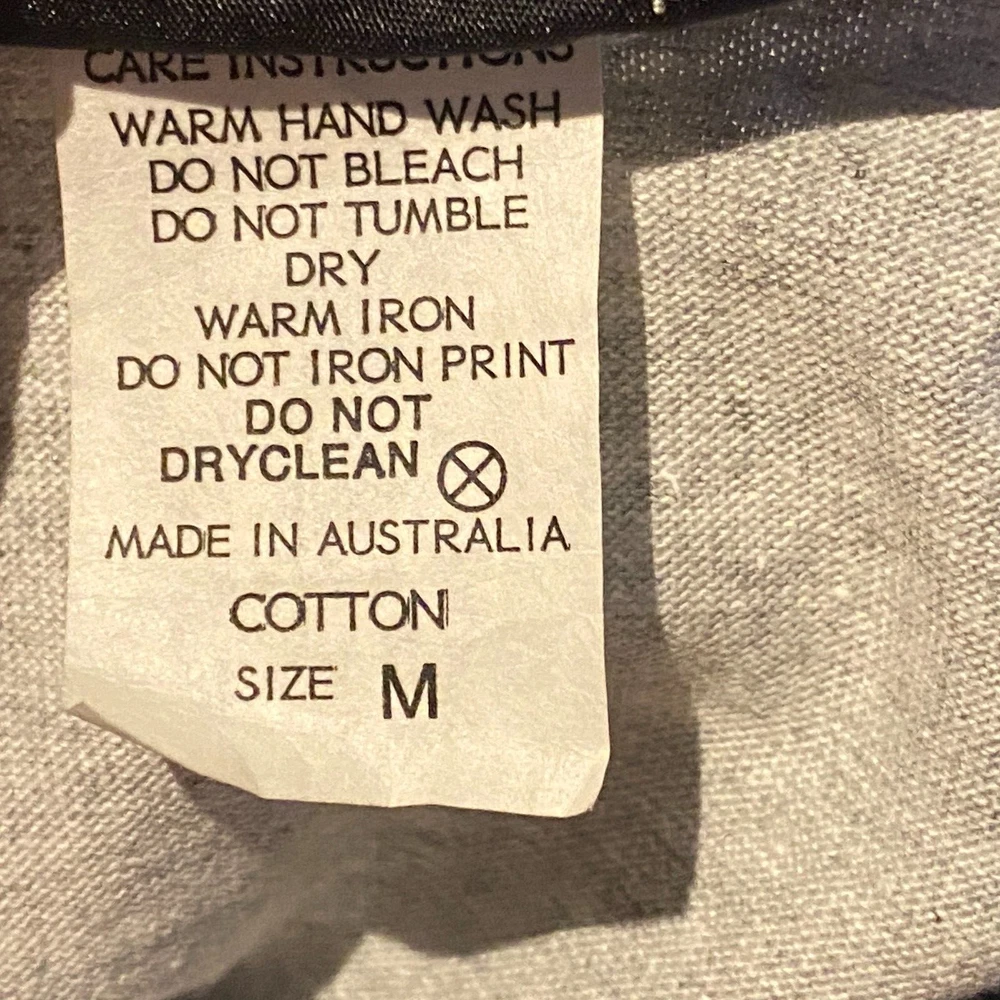 CARE INSTRUCTIONS
WARM HAND WASH
DO NOT BLEACH
DO NOT TUMBLE
DRY
WARM IRON
DO NOT IRON PRINT
DO NOT
DRYCLEAN
MADE IN AUSTRALIA
COTTON
SIZE M